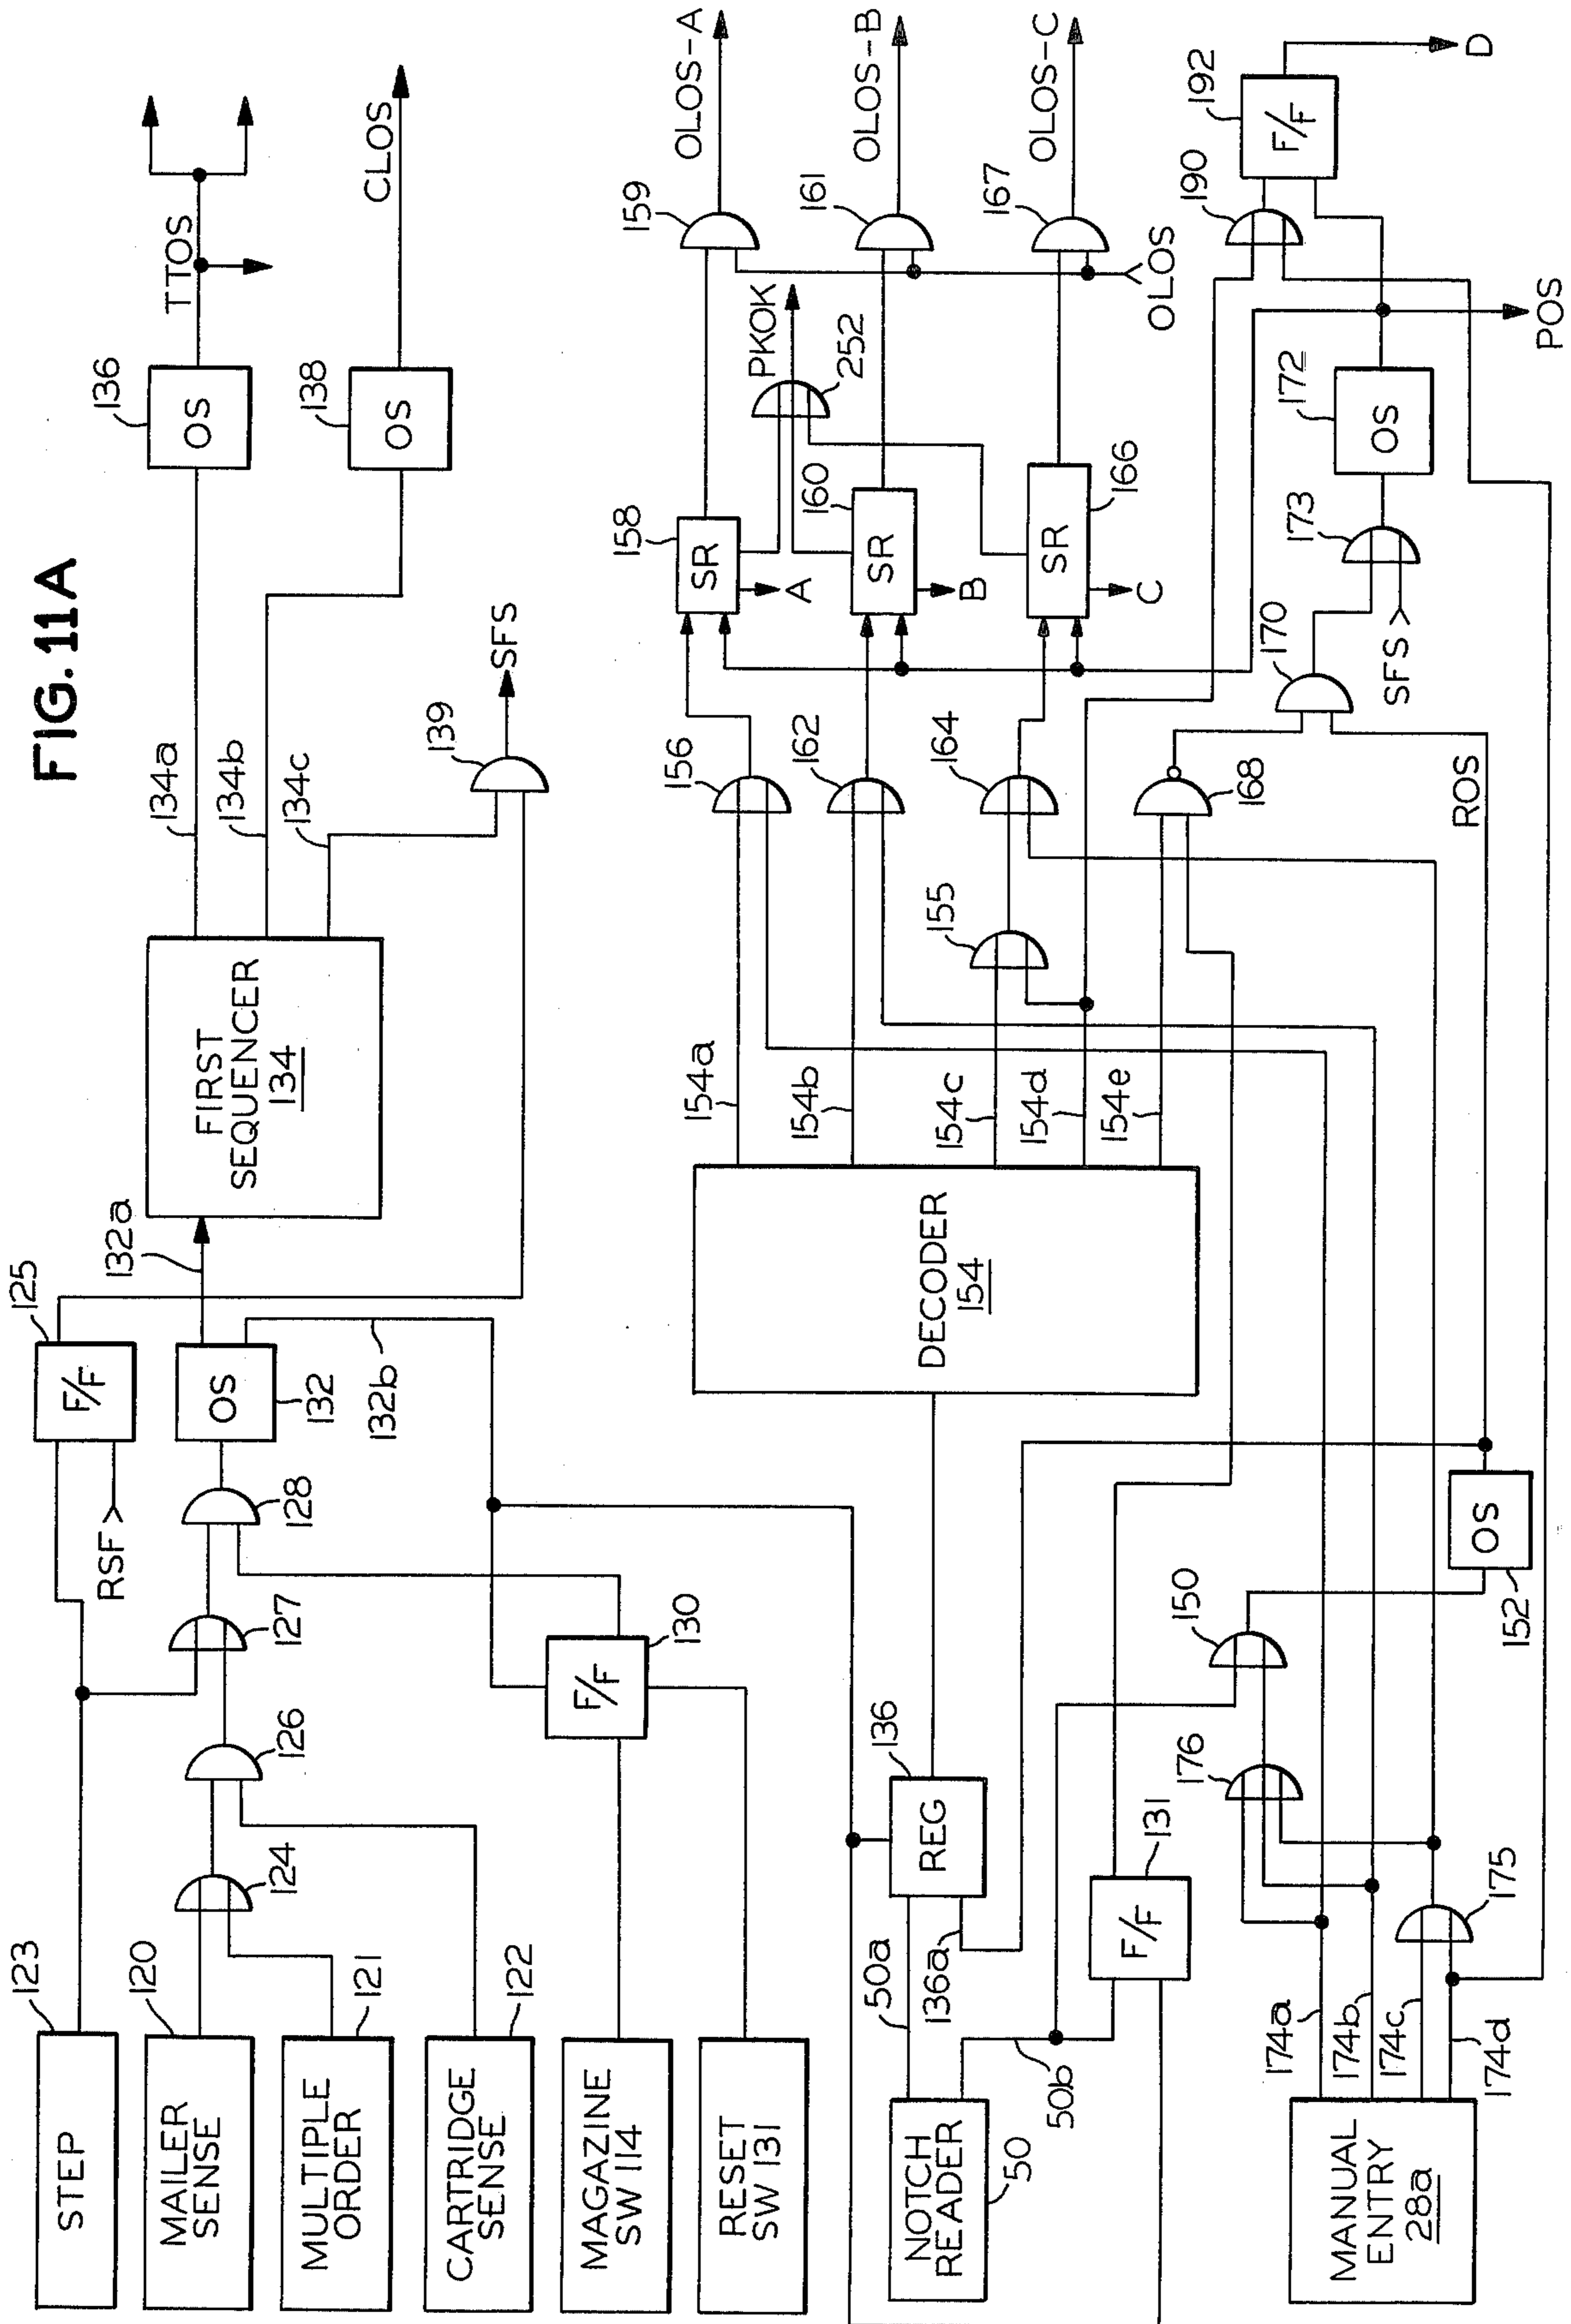 FIG. 11A
STEP
123
MAILER
SENSE
120
MULTIPLE
ORDER
121
CARTRIDGE
SENSE
122
MAGAZINE
SW 114
RESET
SW 131
124
126
127
128
RSF
F/F
125
OS
132
132a
132b
F/F
130
FIRST
SEQUENCER
134
134a
134b
134c
OS
136
TTOS
OS
138
CLOS
139
SFS
NOTCH
READER
50
50a
50b
REG
136
136a
F/F
131
DECODER
154
154a
154b
154c
154d
154e
155
156
162
164
168
SR
158
A
SR
160
B
SR
166
C
PKOK
252
159
OLOS-A
161
OLOS-B
167
OLOS-C
OLOS
MANUAL
ENTRY
28a
174a
174b
174c
174d
175
176
150
OS
152
ROS
170
SFS
173
OS
172
POS
190
F/F
192
D